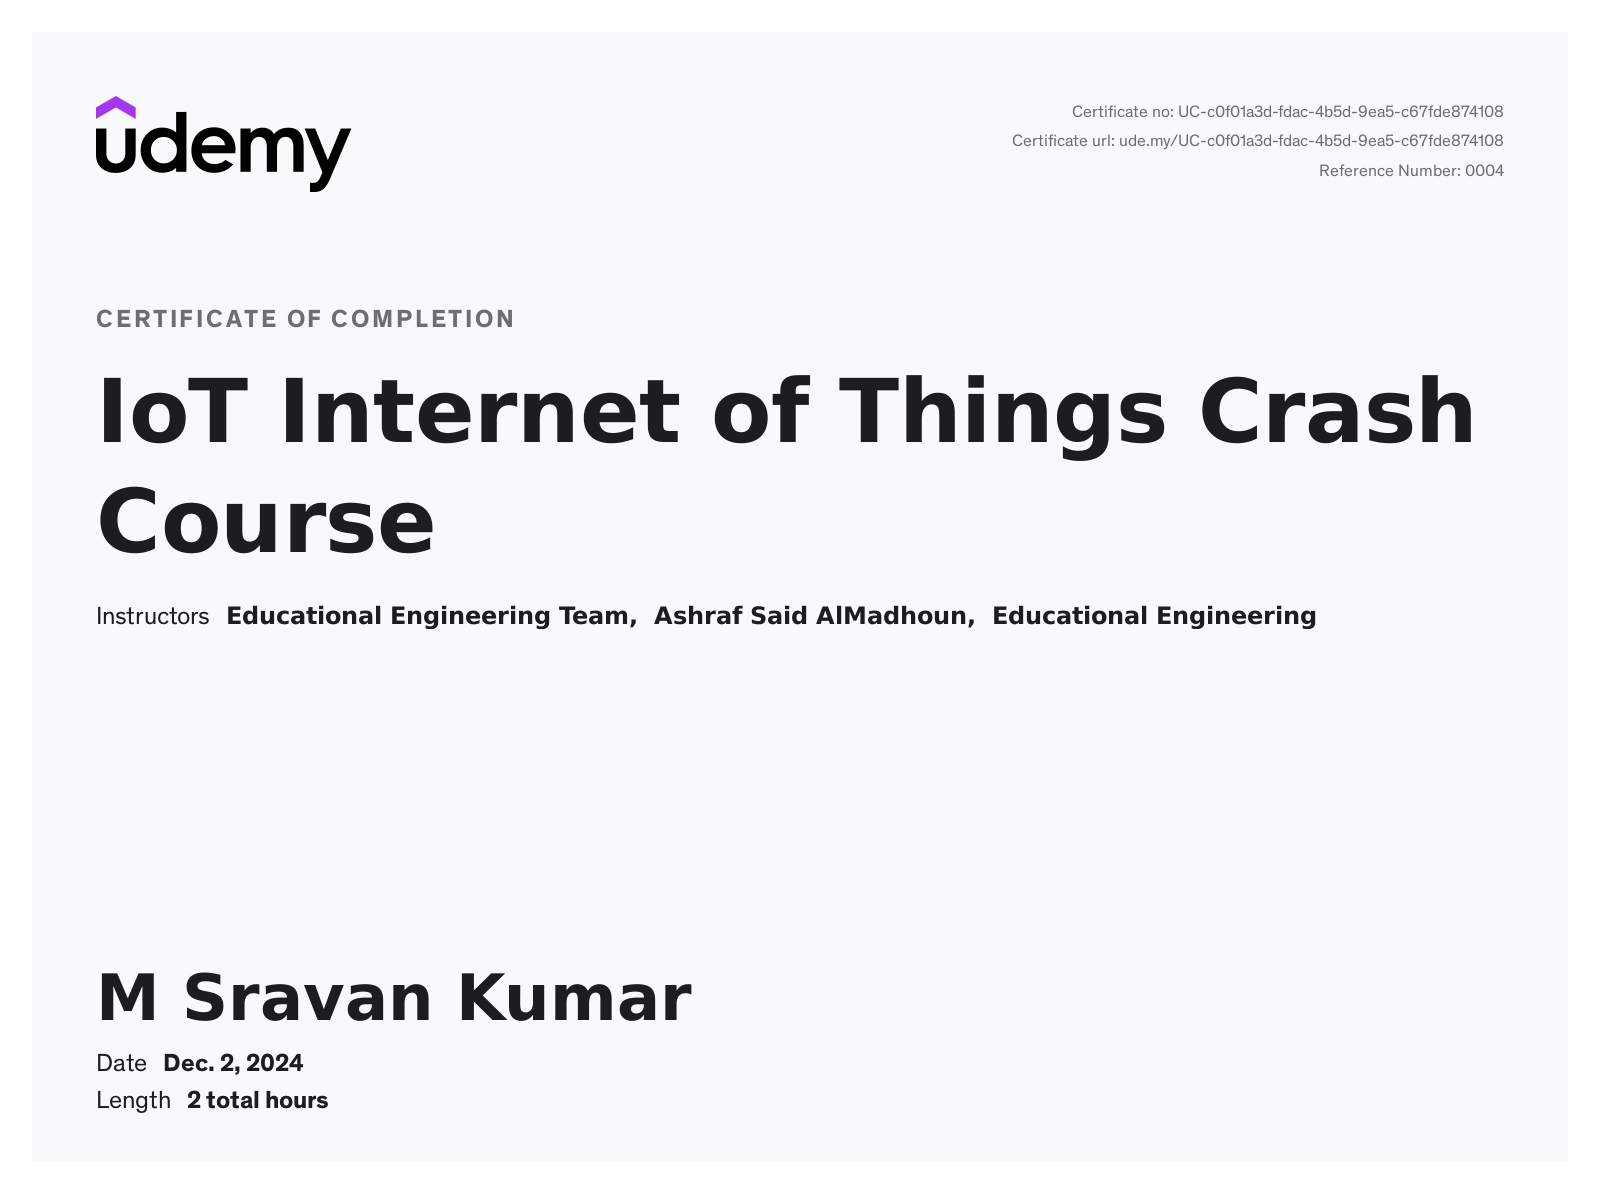 udemy
Certificate no: UC-c0f01a3d-fdac-4b5d-9ea5-c67fde874108
Certificate url: ude.my/UC-c0f01a3d-fdac-4b5d-9ea5-c67fde874108
Reference Number: 0004
CERTIFICATE OF COMPLETION
IoT Internet of Things Crash
Course
Instructors Educational Engineering Team, Ashraf Said AlMadhoun, Educational Engineering
M Sravan Kumar
Date Dec. 2, 2024
Length 2 total hours